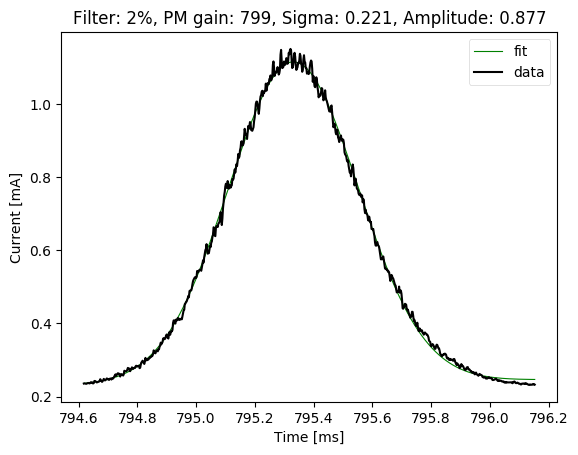 Filter: 2%, PM gain: 799, Sigma: 0.221, Amplitude: 0.877
fit
data
1.0
0.8
0.6
0.4
0.2
Current [mA]
794.6 794.8 795.0 795.2 795.4 795.6 795.8 796.0 796.2
Time [ms]